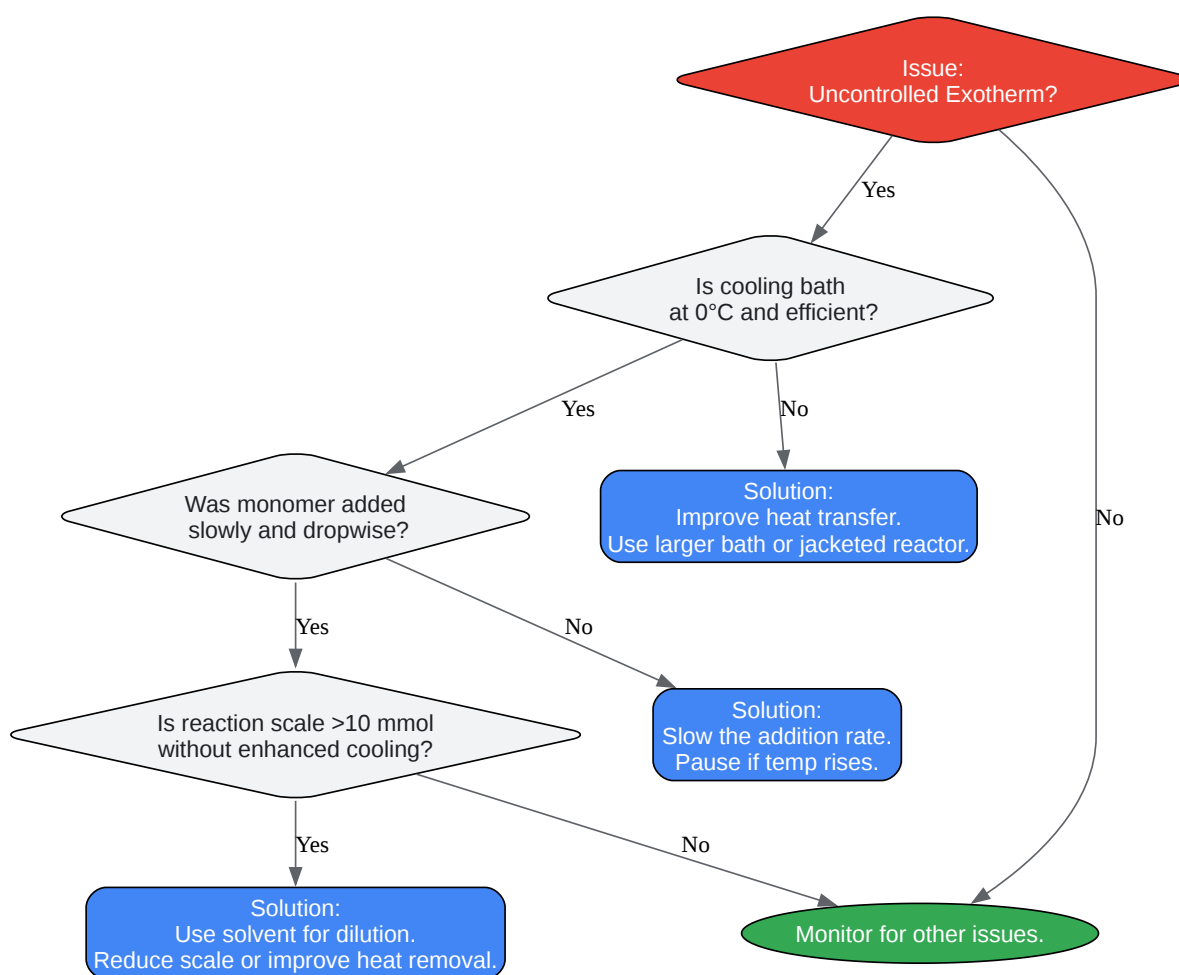 Issue:
Uncontrolled Exotherm?
Yes
Is cooling bath
at 0°C and efficient?
Yes
No
Was monomer added
slowly and dropwise?
Solution:
Improve heat transfer.
Use larger bath or jacketed reactor.
No
Yes
No
Is reaction scale >10 mmol
without enhanced cooling?
Solution:
Slow the addition rate.
Pause if temp rises.
Yes
No
Solution:
Use solvent for dilution.
Reduce scale or improve heat removal.
Monitor for other issues.